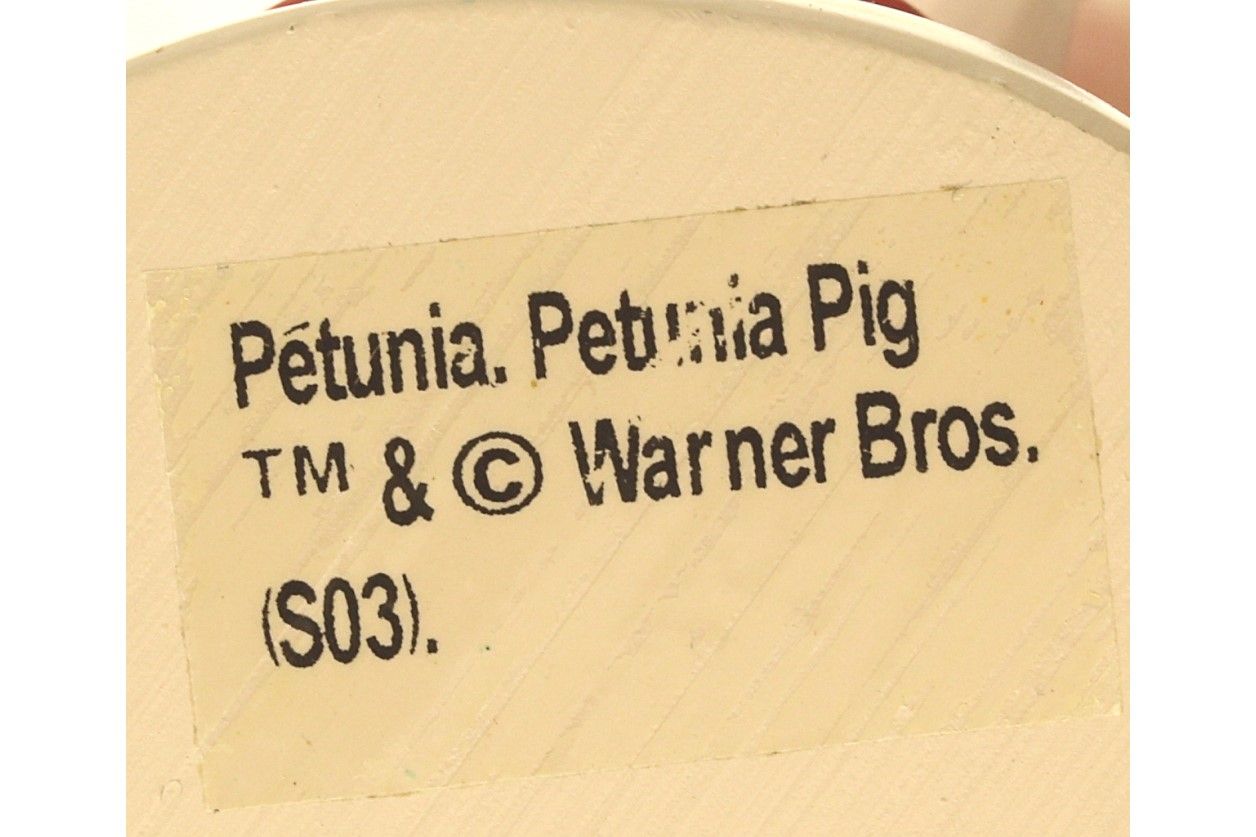 Pétunia. Petunia Pig
™ & © Warner Bros.
(S03).